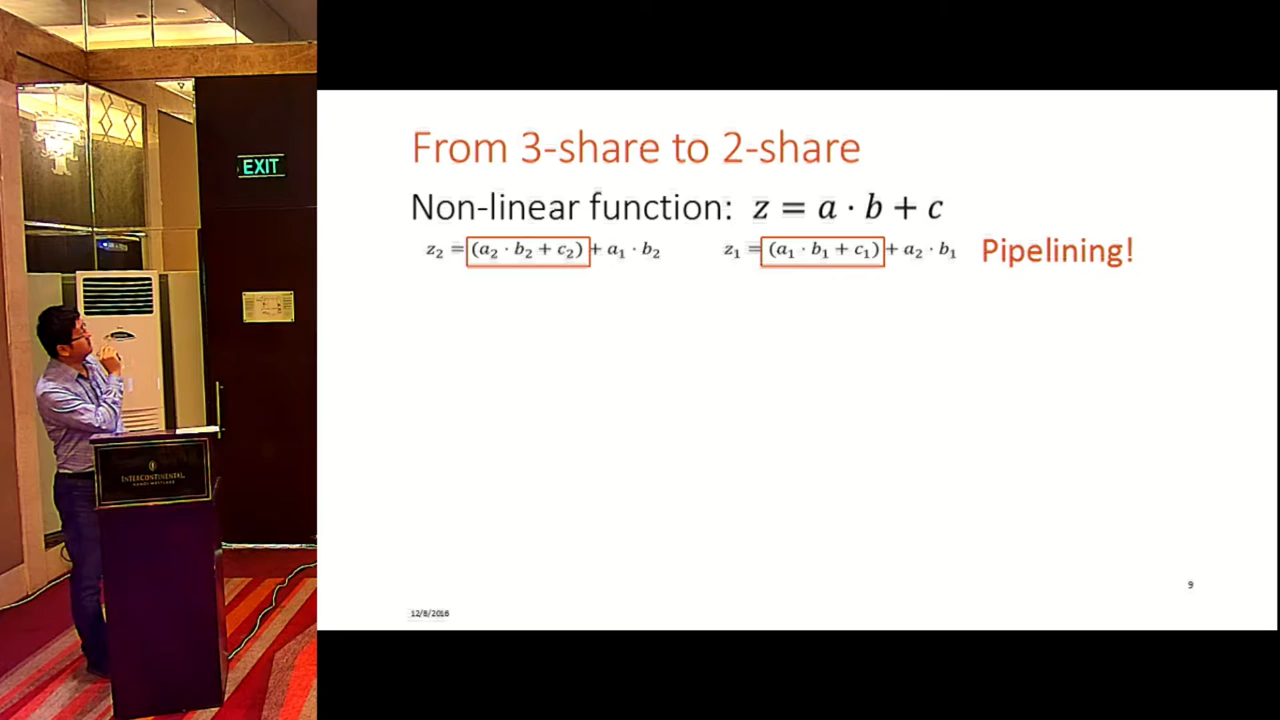 EXIT
INTERCONTINENTAL
From 3-share to 2-share
Non-linear function: z = a · b + c
z₂ = (a₂ · b₂ + c₂) + a₁ · b₂
z₁ = (a₁ · b₁ + c₁) + a₂ · b₁
Pipelining!
9
12/8/2016